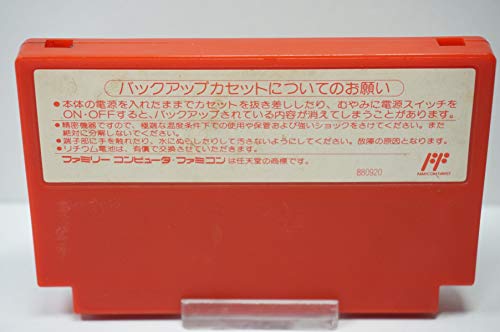 バックアップカセットについてのお願い
●本体の電源を入れたままでカセットを抜き差ししたり、むやみに電源スイッチを
ON・OFFすると、バックアップされている内容が消えてしまうことがあります。
●精密機器ですので、極端な温度条件下での使用や保管および強いショックをさけてください。また
絶対に分解しないでください。
●端子部に手を触れたり、水にぬらしたりして汚さないようにしてください。故障の原因となります。
●リチウム電池は、有償で交換させていただきます。
ファミリーコンピュータ・ファミコンは任天堂の商標です。
B80920
NAMCO LIMITED